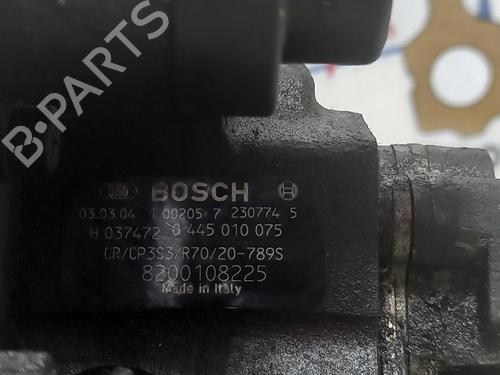 B-PARTS
BOSCH
03.03.04 1 00205 7 230774 5
H 037472 0 445 010 075
CR/CP3S3/R70/20-789S
8200108225
Made in Italy